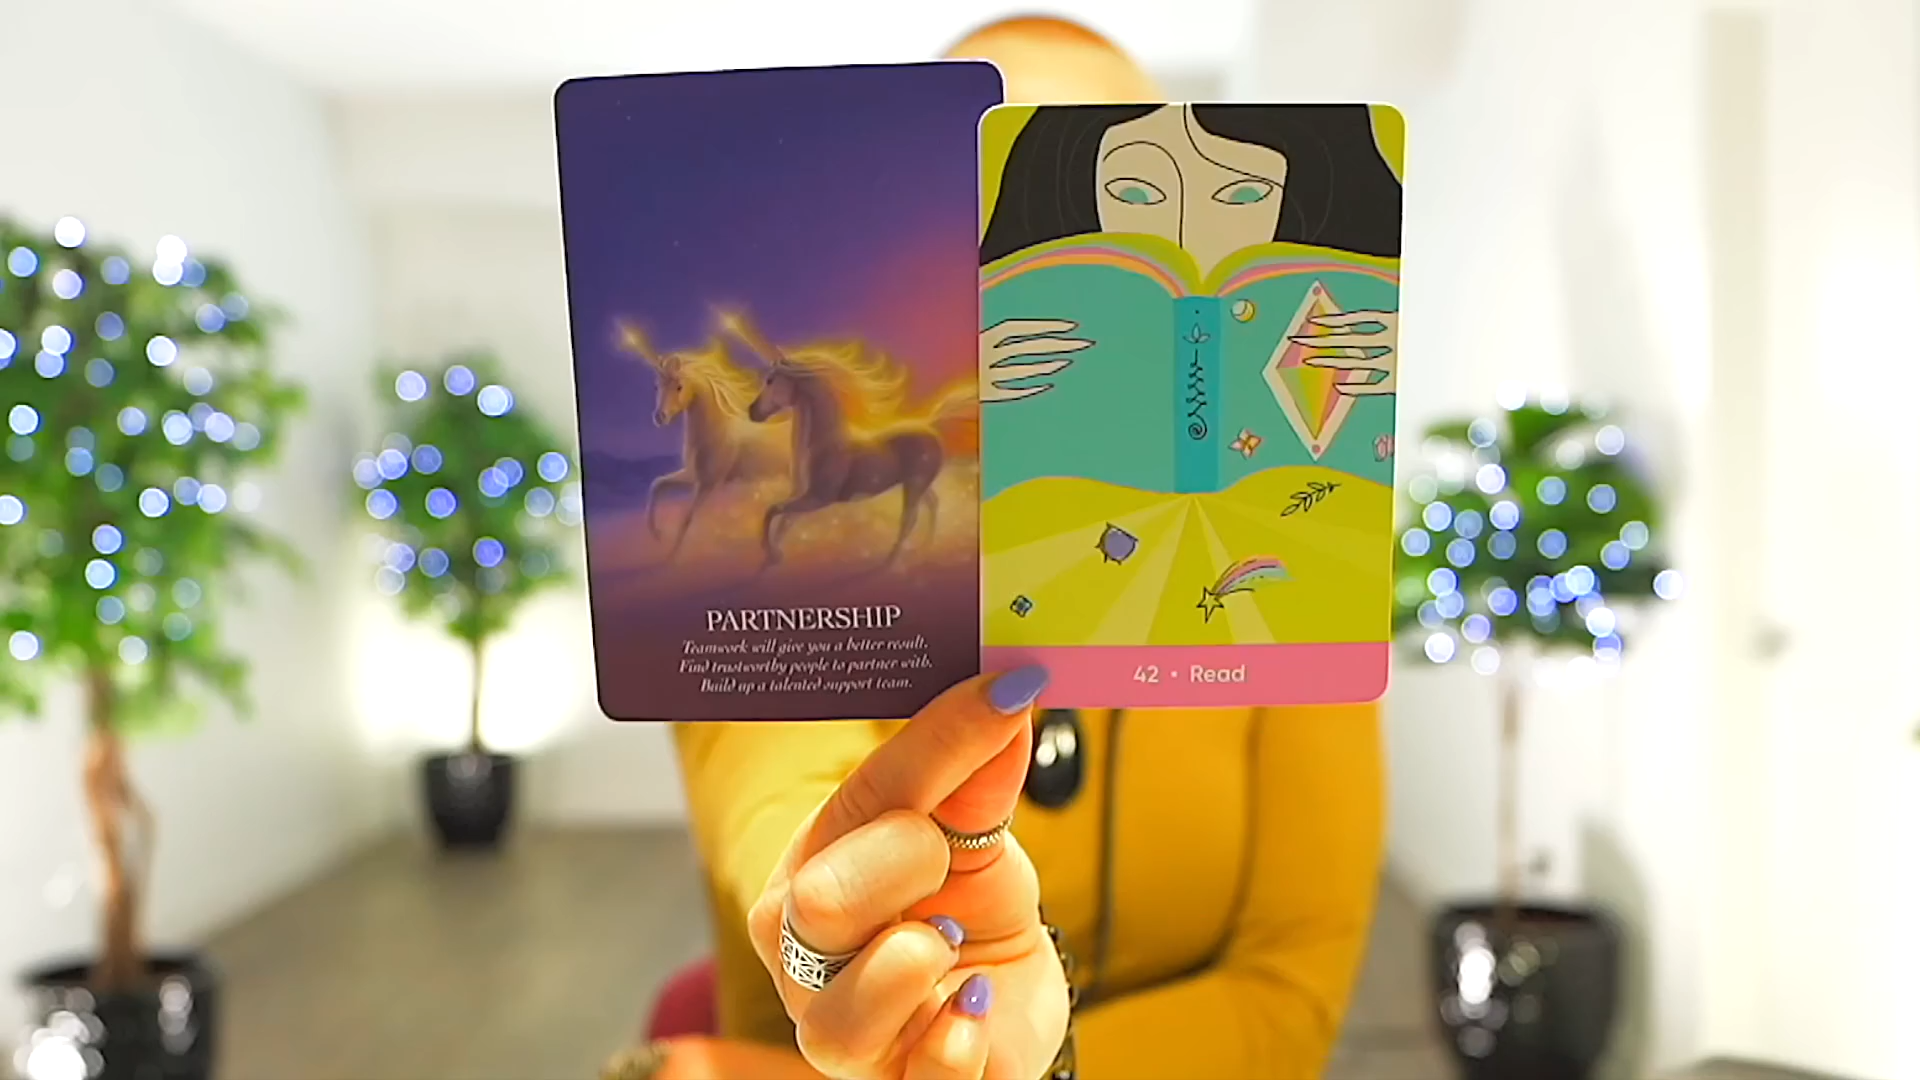 PARTNERSHIP
Teamwork will give you a better result.
Find trustworthy people to partner with.
Build up a talented support team.
42 • Read